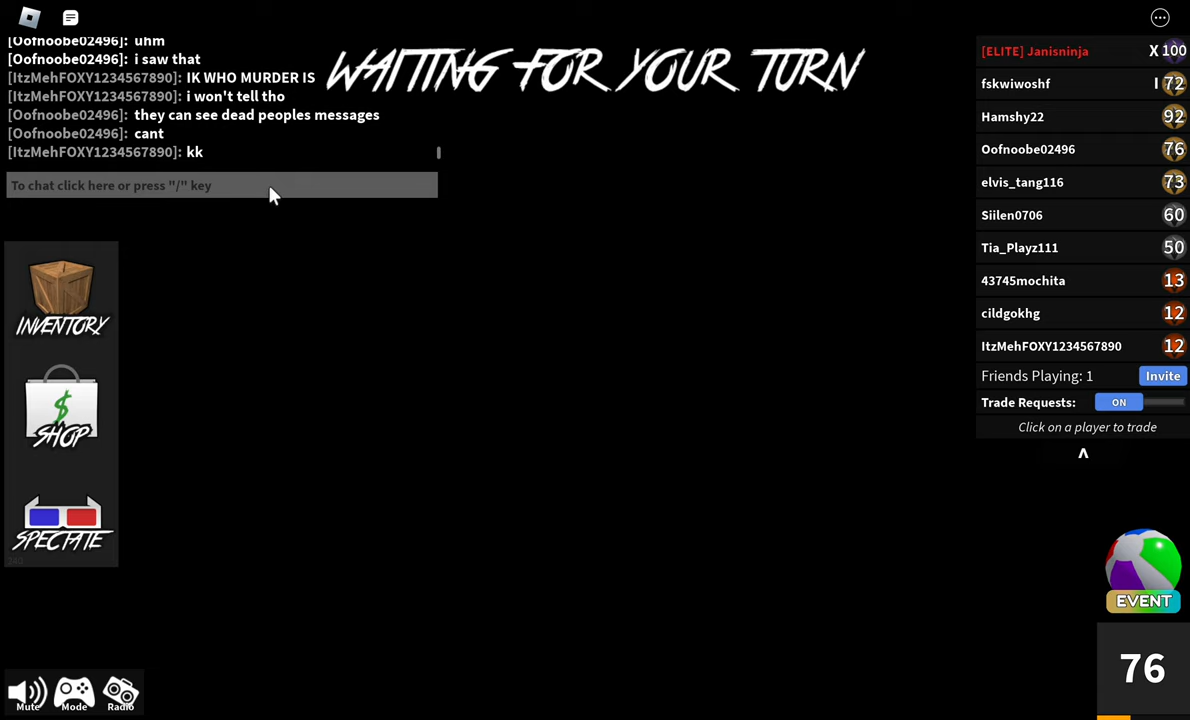 [Oofnoobe02496]: uhm
[Oofnoobe02496]: i saw that
[ItzMehFOXY1234567890]: IK WHO MURDER IS
[ItzMehFOXY1234567890]: i won't tell tho
[Oofnoobe02496]: they can see dead peoples messages
[Oofnoobe02496]: cant
[ItzMehFOXY1234567890]: kk
To chat click here or press "/" key
WAITING FOR YOUR TURN
[ELITE] Janisninja X 100
fskwiwoshf I 72
Hamshy22 92
Oofnoobe02496 76
elvis_tang116 73
Siilen0706 60
Tia_Playz111 50
43745mochita 13
cildgokhg 12
ItzMehFOXY1234567890 12
Friends Playing: 1 Invite
Trade Requests: ON
Click on a player to trade
INVENTORY
$
SHOP
SPECTATE
EVENT
76
Mute Mode Radio